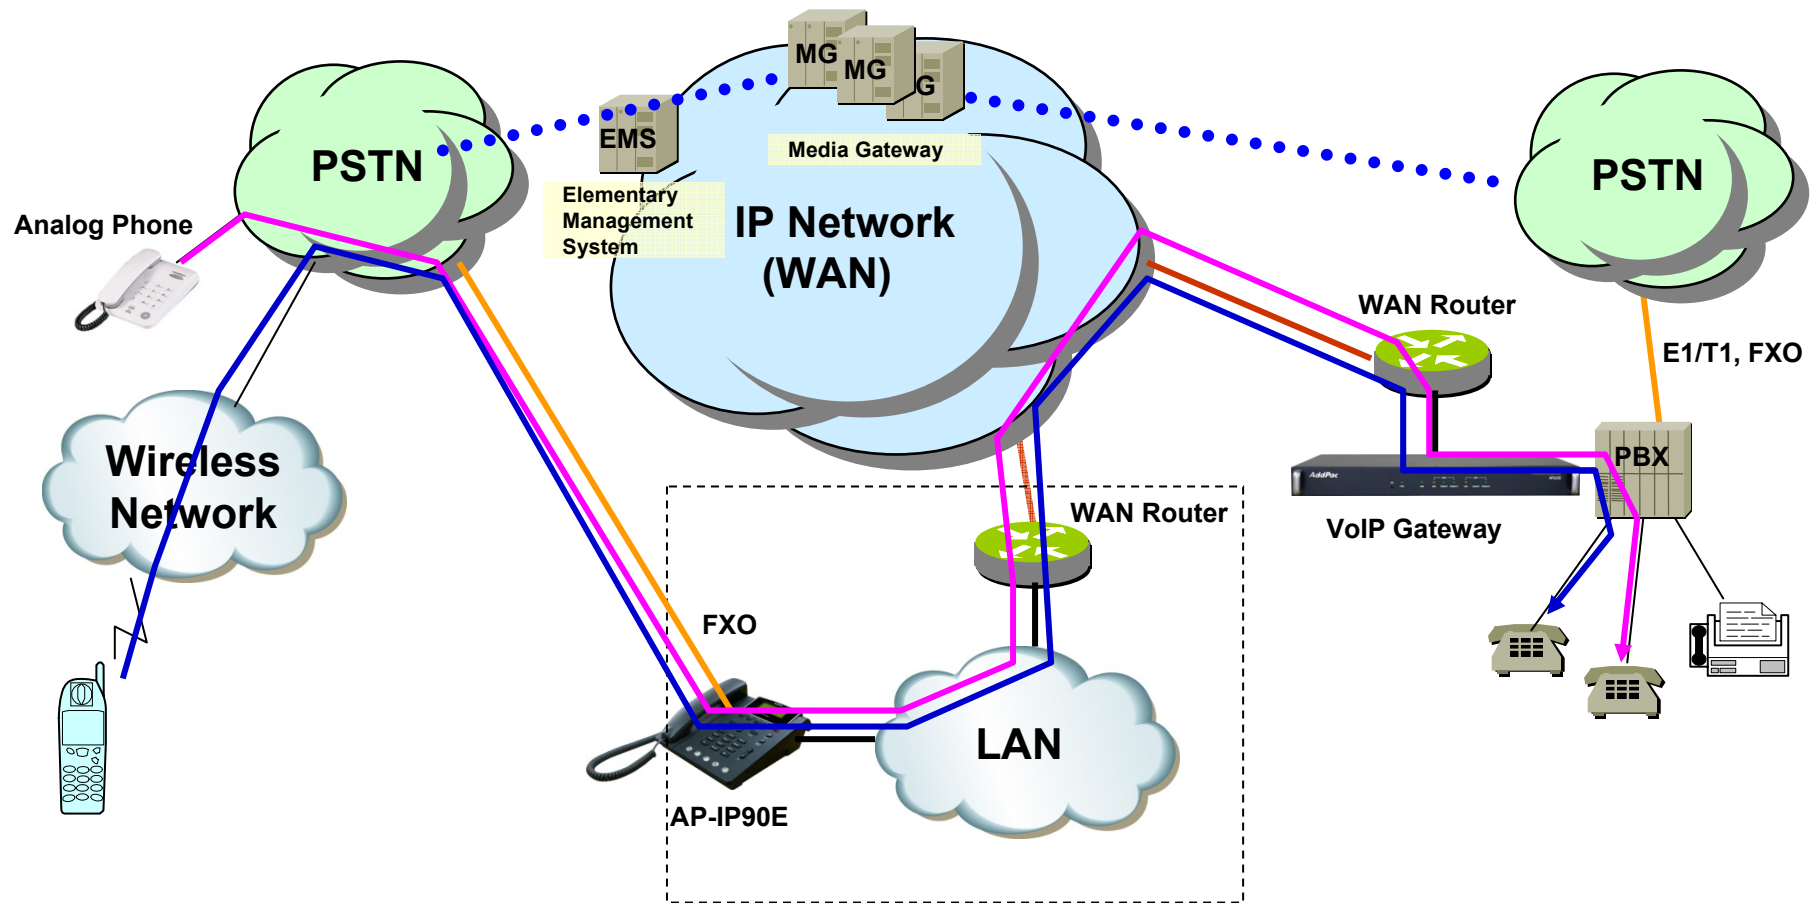 MG
MG
G
EMS
Media Gateway
PSTN
PSTN
Elementary
Management
System
Analog Phone
IP Network
(WAN)
WAN Router
E1/T1, FXO
Wireless
Network
PBX
AddPac
WAN Router
VoIP Gateway
FXO
LAN
AP-IP90E